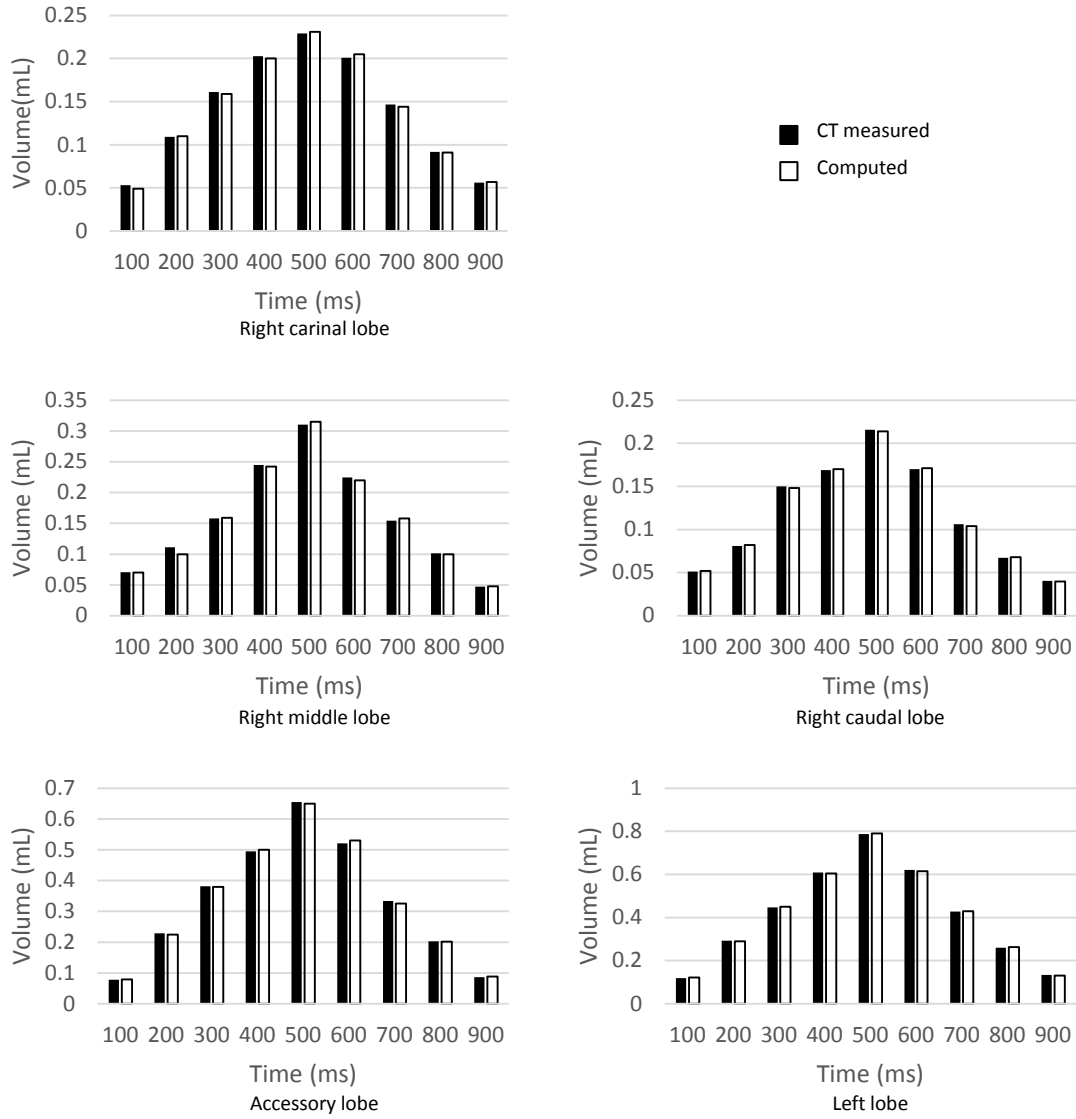 0.25
0.2
0.15
0.1
0.05
0
Volume(mL)
100 200 300 400 500 600 700 800 900
Time (ms)
Right carinal lobe
CT measured
Computed
0.35
0.3
0.25
0.2
0.15
0.1
0.05
0
Volume (mL)
100 200 300 400 500 600 700 800 900
Time (ms)
Right middle lobe
0.25
0.2
0.15
0.1
0.05
0
Volume (mL)
100 200 300 400 500 600 700 800 900
Time (ms)
Right caudal lobe
0.7
0.6
0.5
0.4
0.3
0.2
0.1
0
Volume (mL)
100 200 300 400 500 600 700 800 900
Time (ms)
Accessory lobe
1
0.8
0.6
0.4
0.2
0
Volume (mL)
100 200 300 400 500 600 700 800 900
Time (ms)
Left lobe